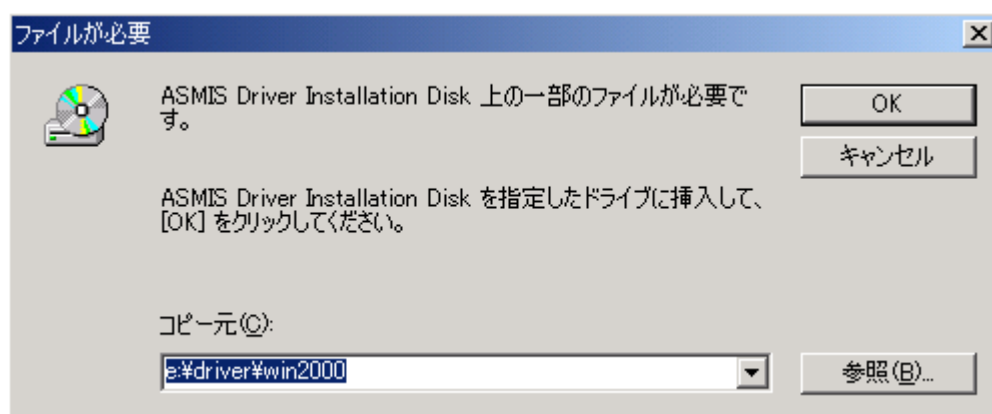 ファイルが必要
ASMIS Driver Installation Disk 上の一部のファイルが必要で
す。
OK
キャンセル
ASMIS Driver Installation Disk を指定したドライブに挿入して、
[OK] をクリックしてください。
コピー元(C):
e:¥driver¥win2000
参照(B)...